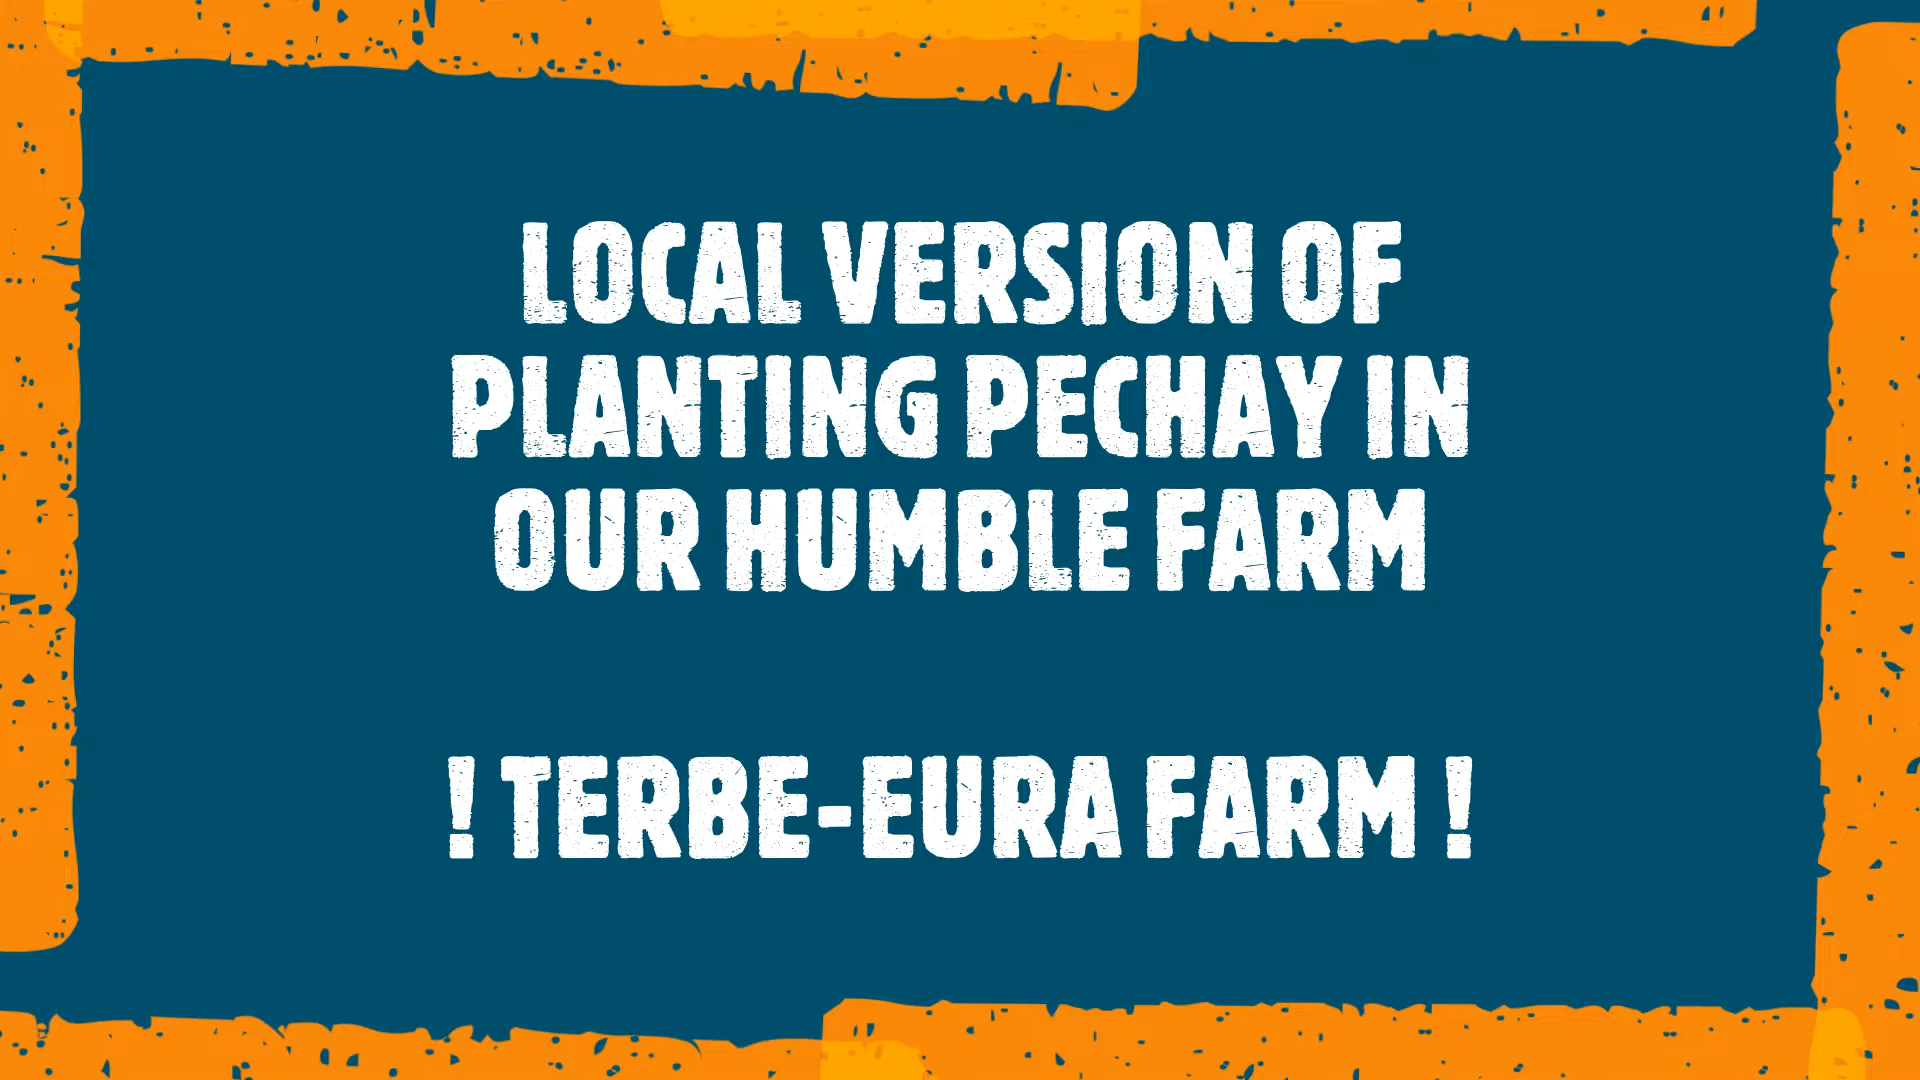 LOCAL VERSION OF
PLANTING PECHAY IN
OUR HUMBLE FARM
! TERBE-EURA FARM !